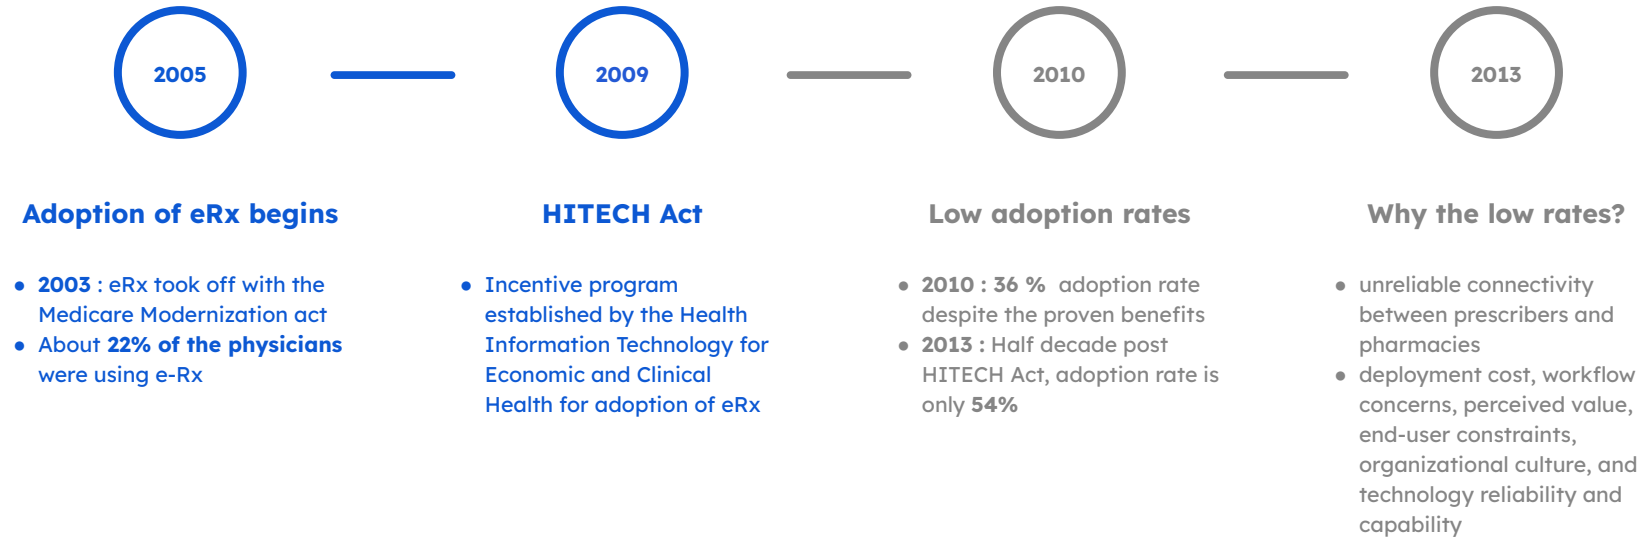 2005
2009
2010
2013
Adoption of eRx begins
● 2003 : eRx took off with the
Medicare Modernization act
● About 22% of the physicians
were using e-Rx
HITECH Act
● Incentive program
established by the Health
Information Technology for
Economic and Clinical
Health for adoption of eRx
Low adoption rates
● 2010 : 36 % adoption rate
despite the proven benefits
● 2013 : Half decade post
HITECH Act, adoption rate is
only 54%
Why the low rates?
● unreliable connectivity
between prescribers and
pharmacies
● deployment cost, workflow
concerns, perceived value,
end-user constraints,
organizational culture, and
technology reliability and
capability